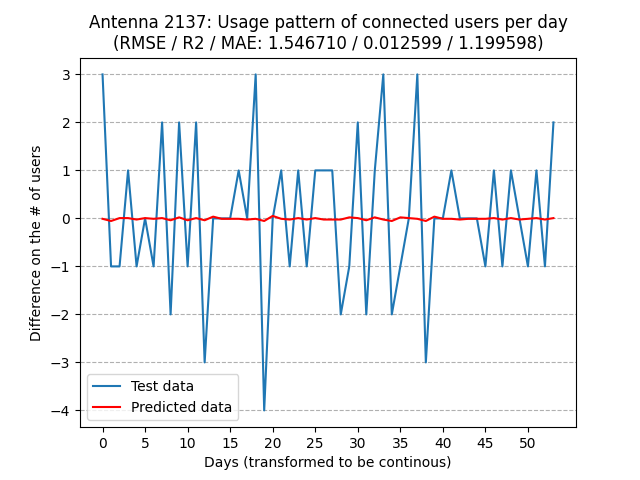 Antenna 2137: Usage pattern of connected users per day
(RMSE / R2 / MAE: 1.546710 / 0.012599 / 1.199598)
Difference on the # of users
3
2
1
0
−1
−2
−3
−4
Test data
Predicted data
0 5 10 15 20 25 30 35 40 45 50
Days (transformed to be continous)